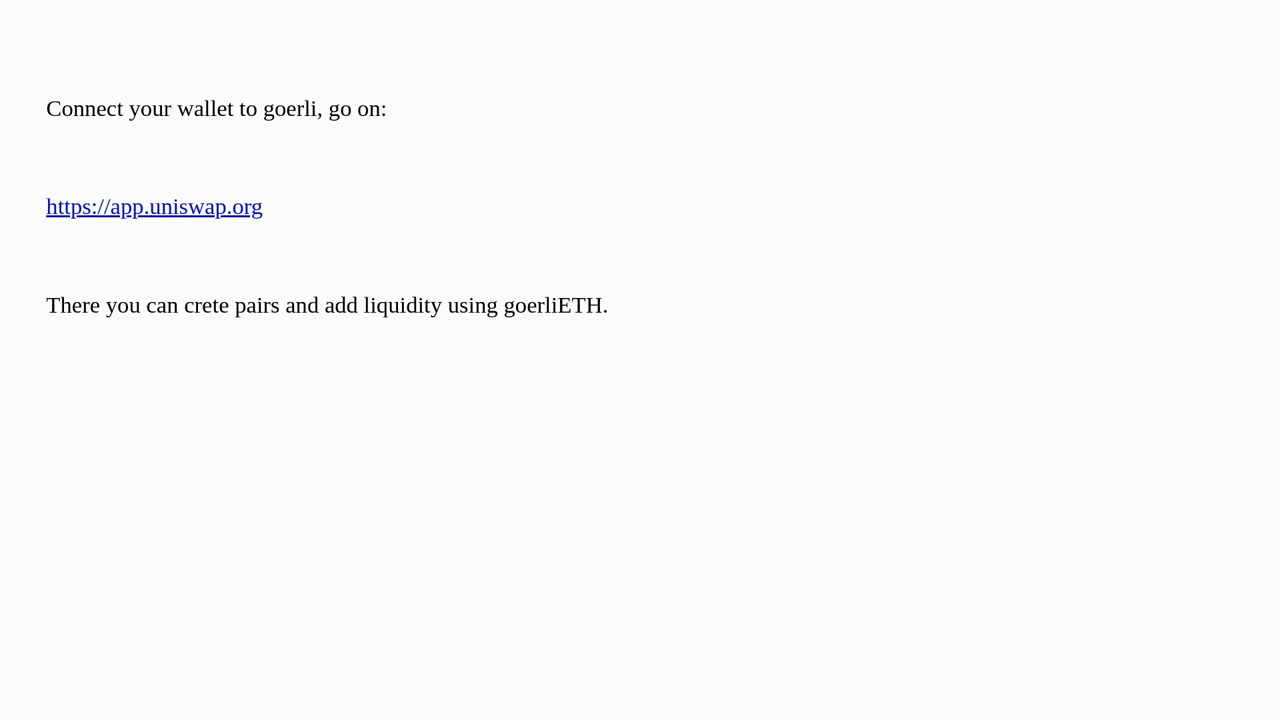 Connect your wallet to goerli, go on:
https://app.uniswap.org
There you can crete pairs and add liquidity using goerliETH.